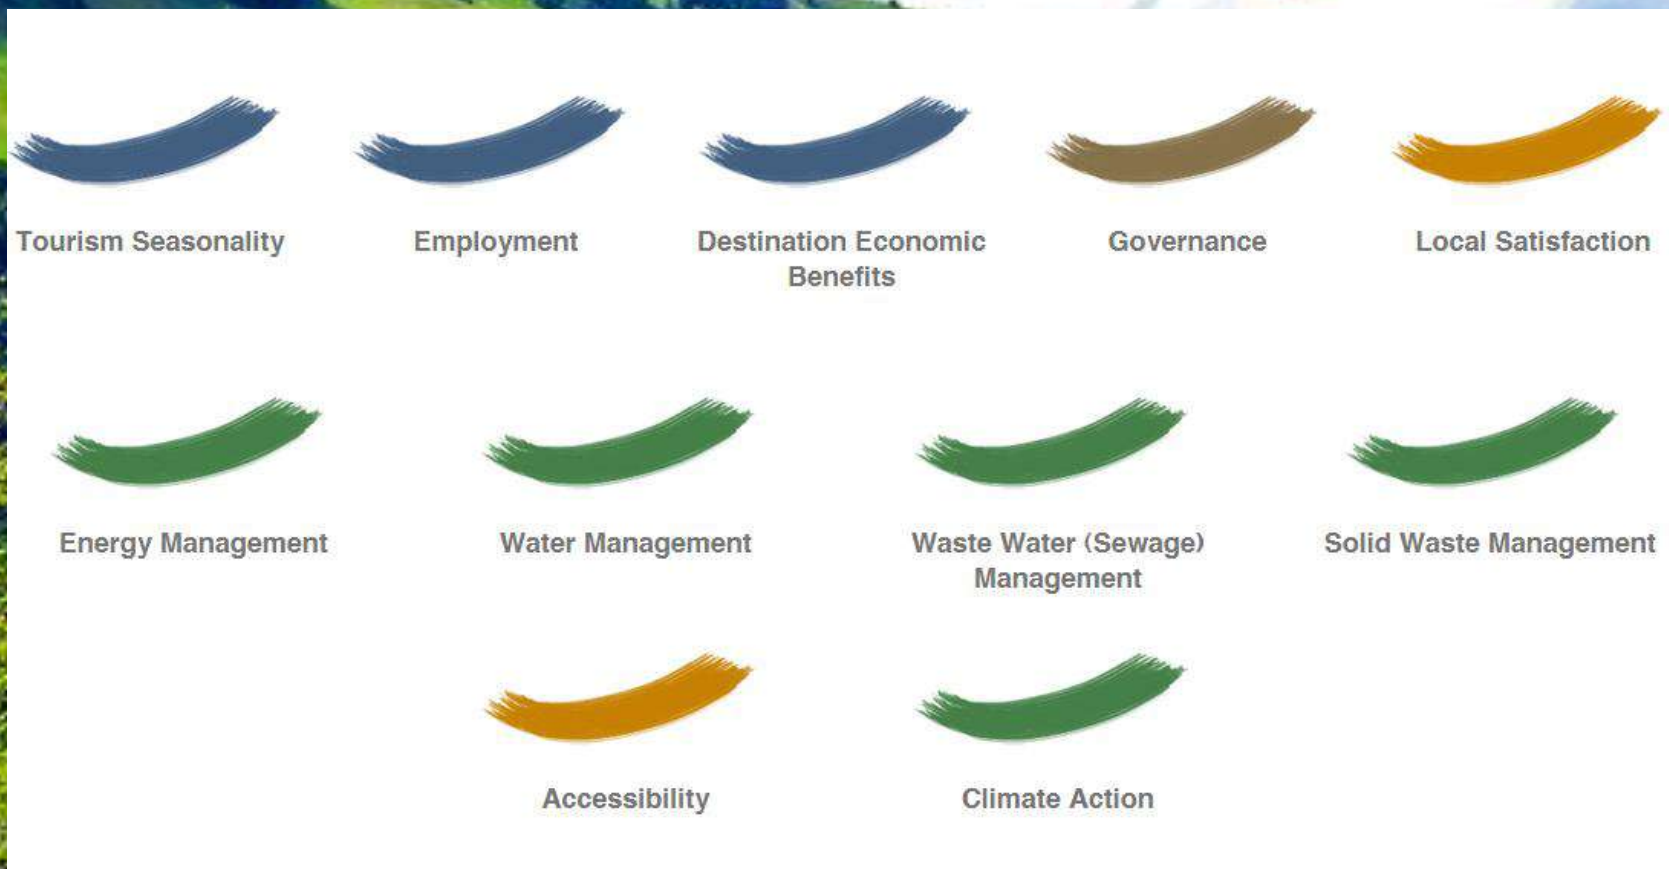 Tourism Seasonality
Employment
Destination Economic
Benefits
Governance
Local Satisfaction
Energy Management
Water Management
Waste Water (Sewage)
Management
Solid Waste Management
Accessibility
Climate Action